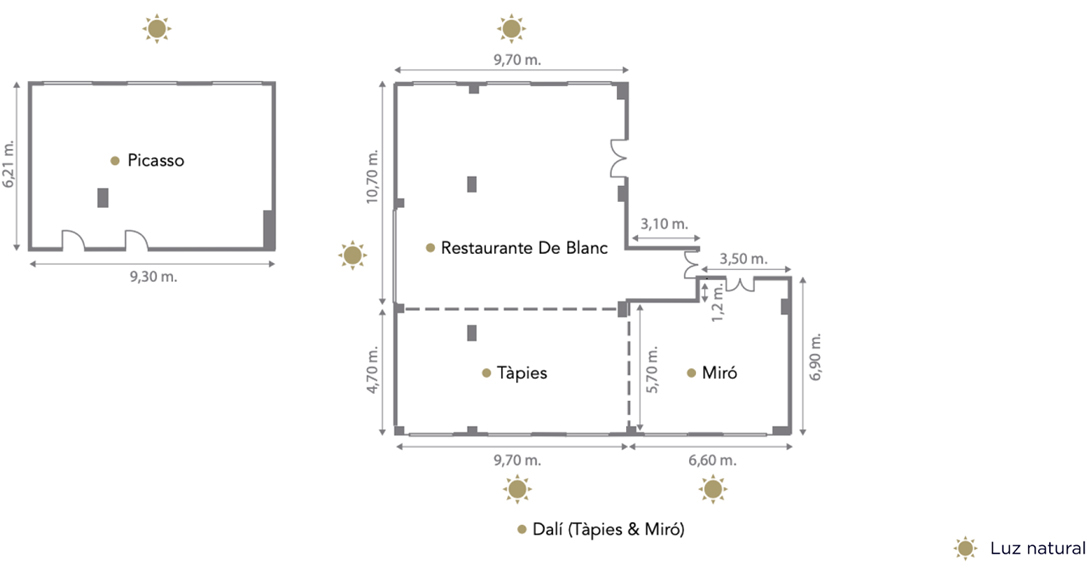 9,70 m.
6,21 m.
Picasso
10,70 m.
9,30 m.
Restaurante De Blanc
3,10 m.
3,50 m.
1,2 m.
4,70 m.
Tàpies
5,70 m.
Miró
6,90 m.
9,70 m.
6,60 m.
Dalí (Tàpies & Miró)
Luz natural